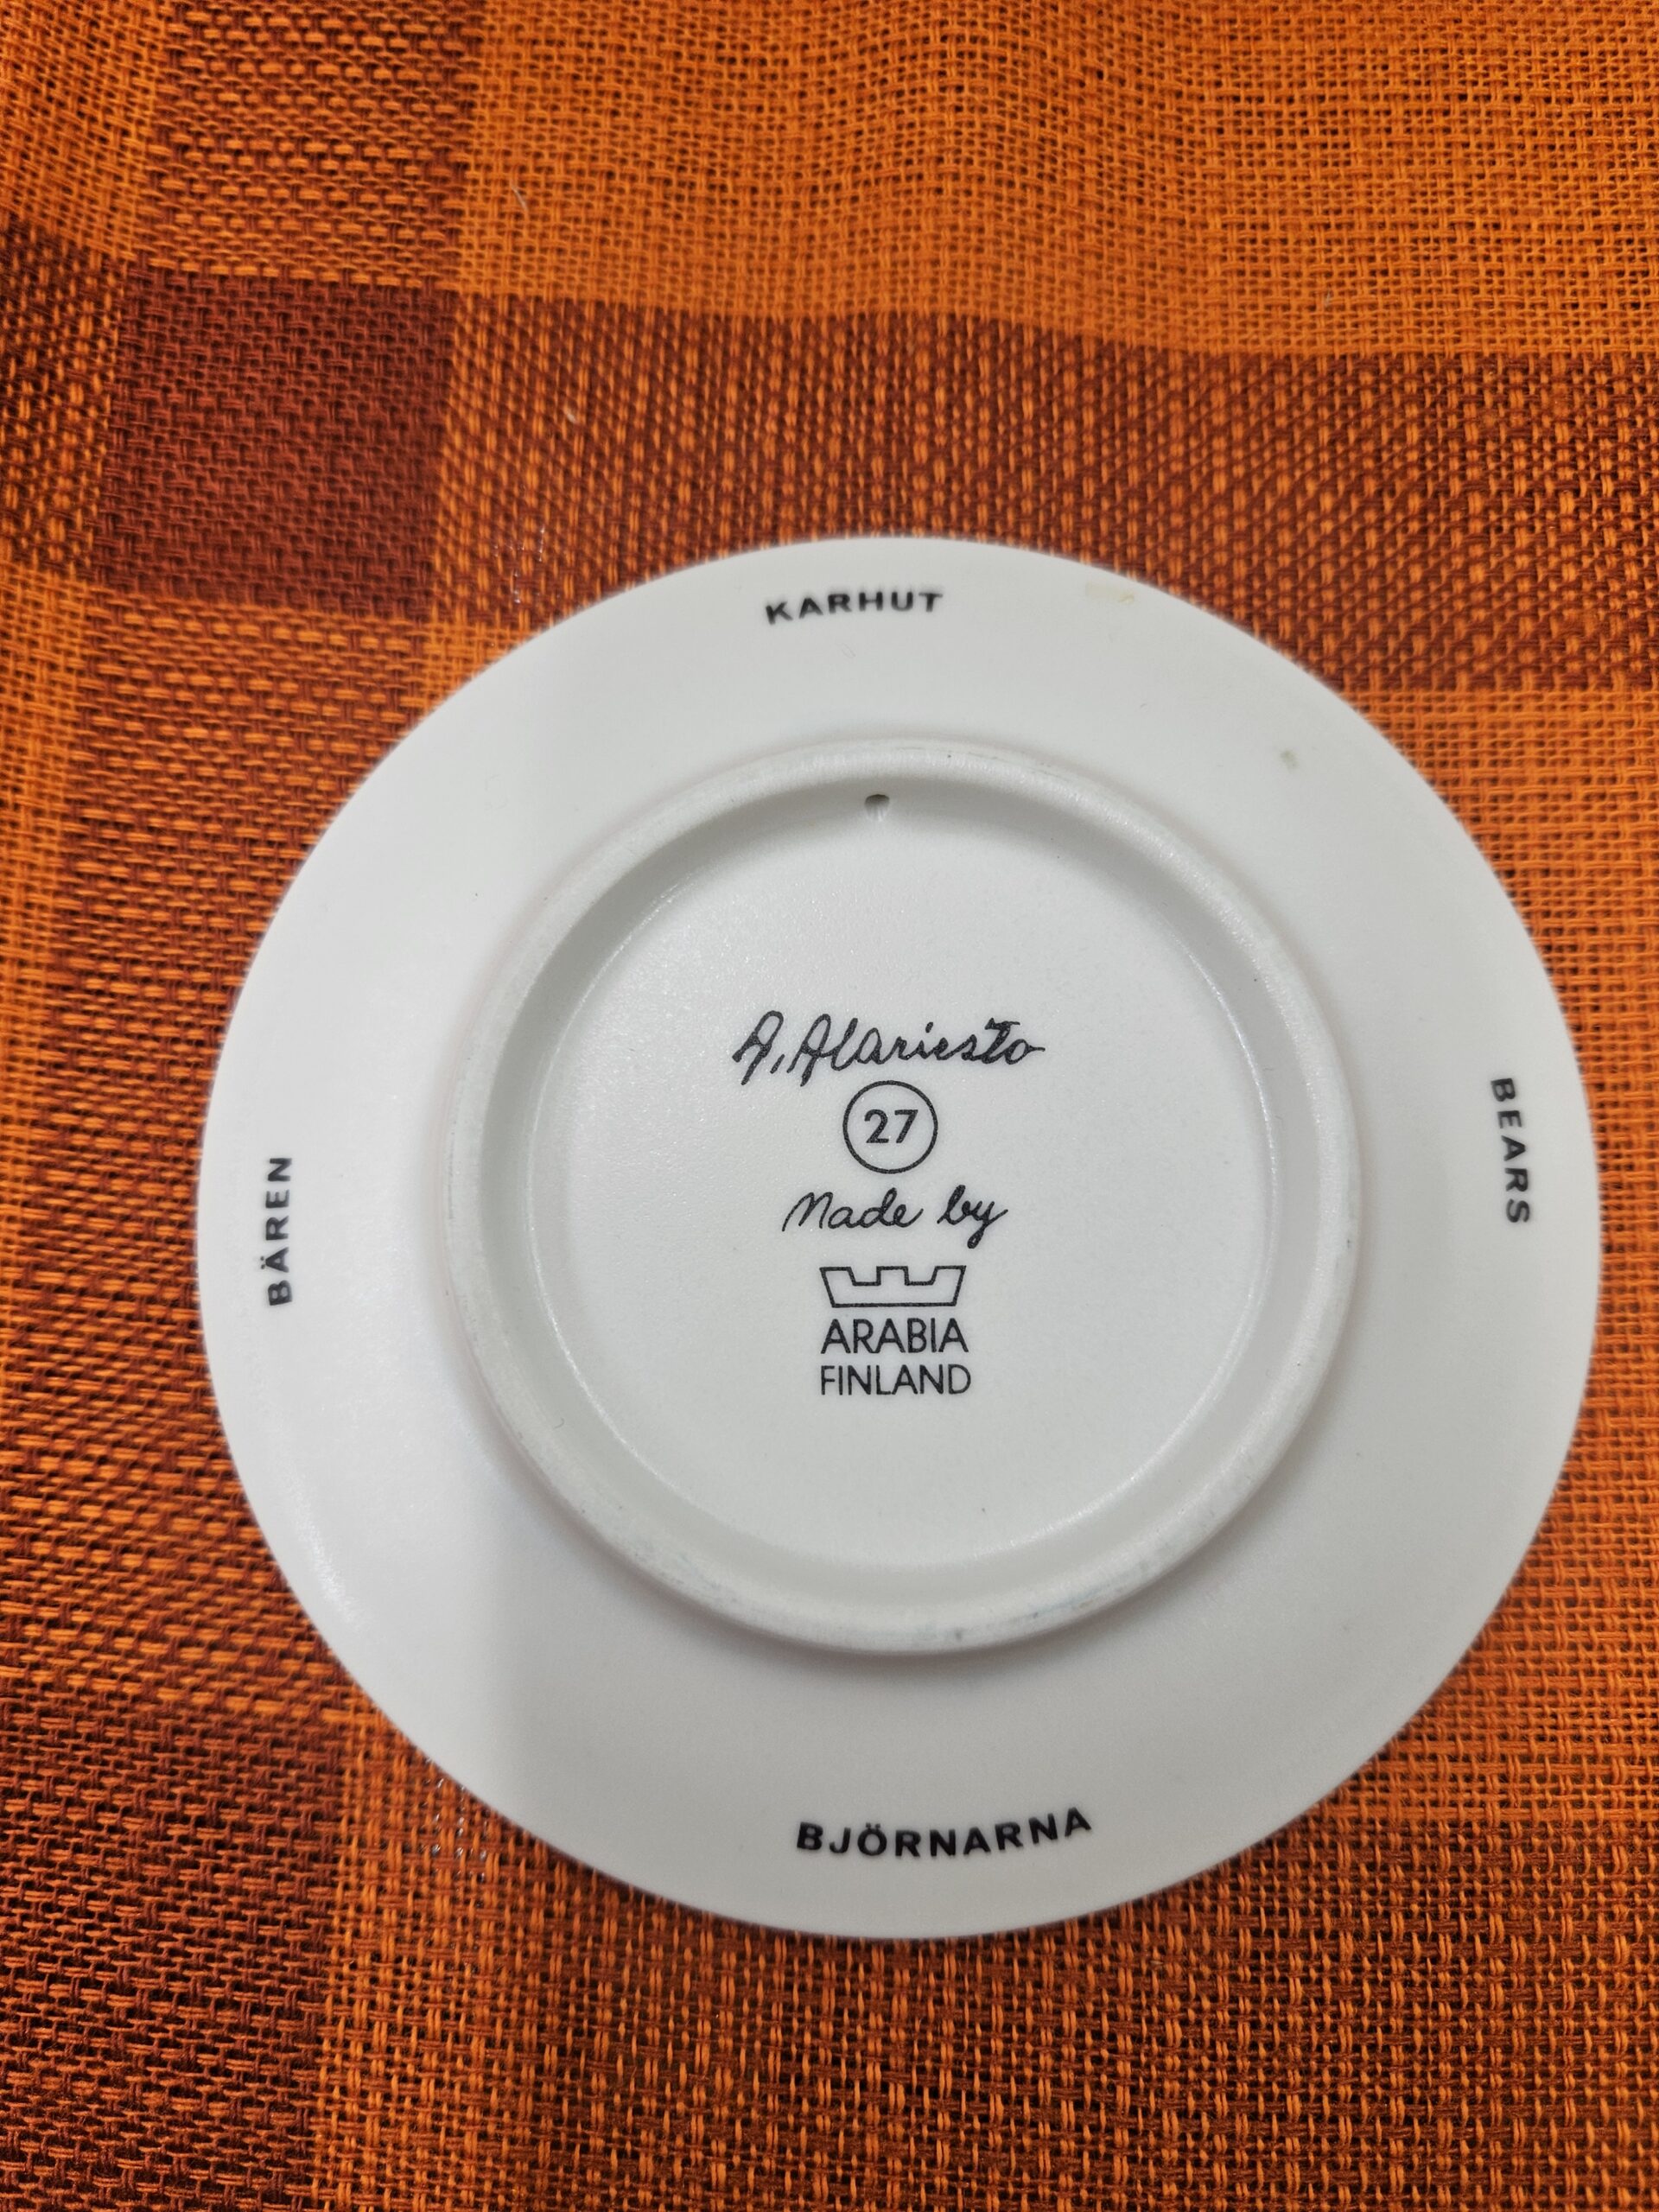 KARHUT
BEARS
BJÖRNARNA
BÄREN
A. Alariesto
27
Made by
ARABIA
FINLAND